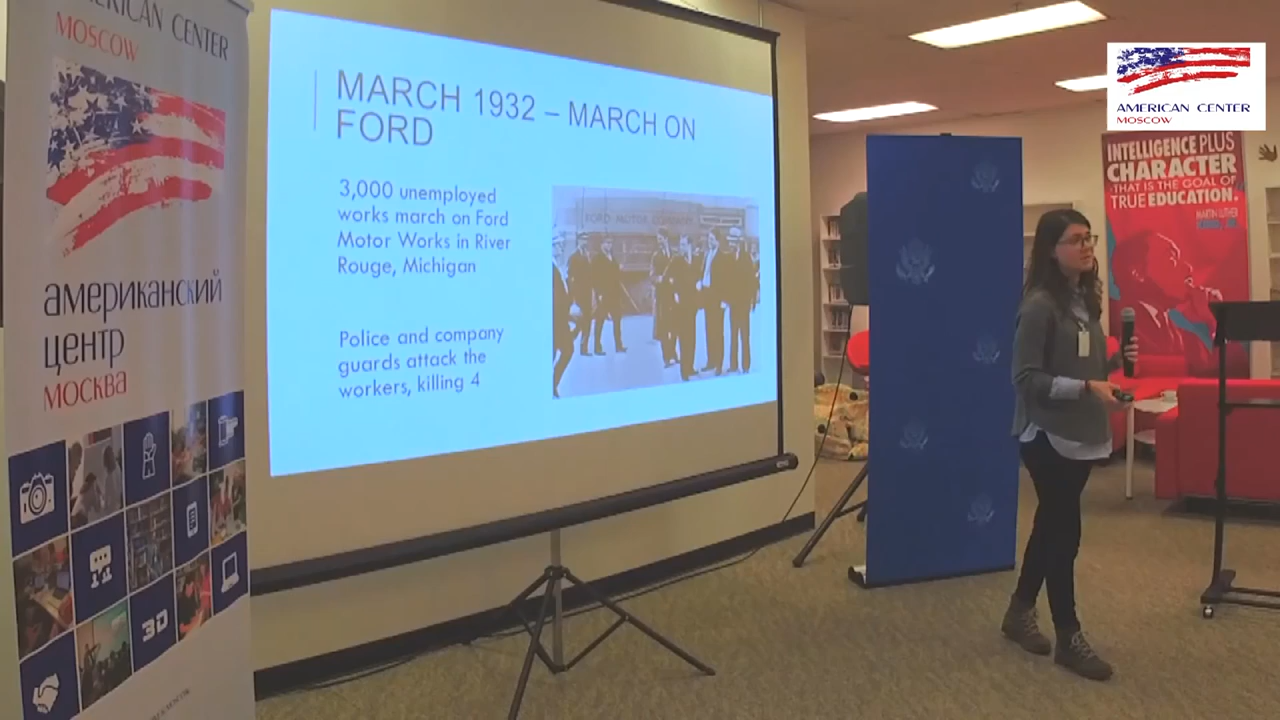 AMERICAN CENTER
MOSCOW
американский
центр
москва
3D
MARCH 1932 – MARCH ON
FORD
3,000 unemployed
works march on Ford
Motor Works in River
Rouge, Michigan
Police and company
guards attack the
workers, killing 4
FORD MOTOR COMPANY
AMERICAN CENTER
MOSCOW
INTELLIGENCE PLUS
CHARACTER
-THAT IS THE GOAL OF
TRUE EDUCATION.
MARTIN LUTHER